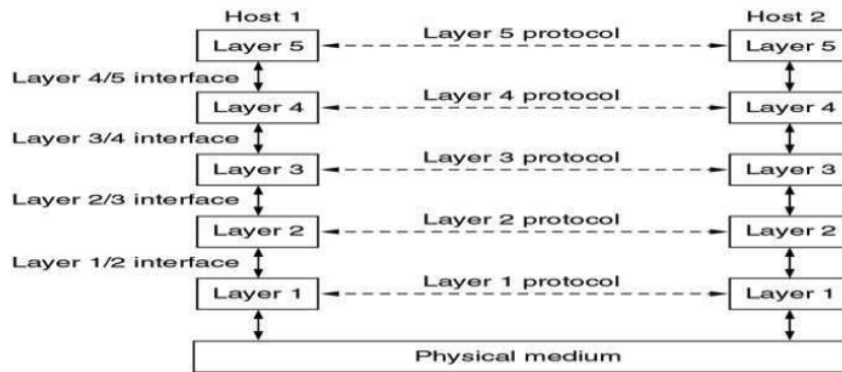 Host 1 Host 2
Layer 5 Layer 5 protocol Layer 5
Layer 4/5 interface
Layer 4 Layer 4 protocol Layer 4
Layer 3/4 interface
Layer 3 Layer 3 protocol Layer 3
Layer 2/3 interface
Layer 2 Layer 2 protocol Layer 2
Layer 1/2 interface
Layer 1 Layer 1 protocol Layer 1
Physical medium